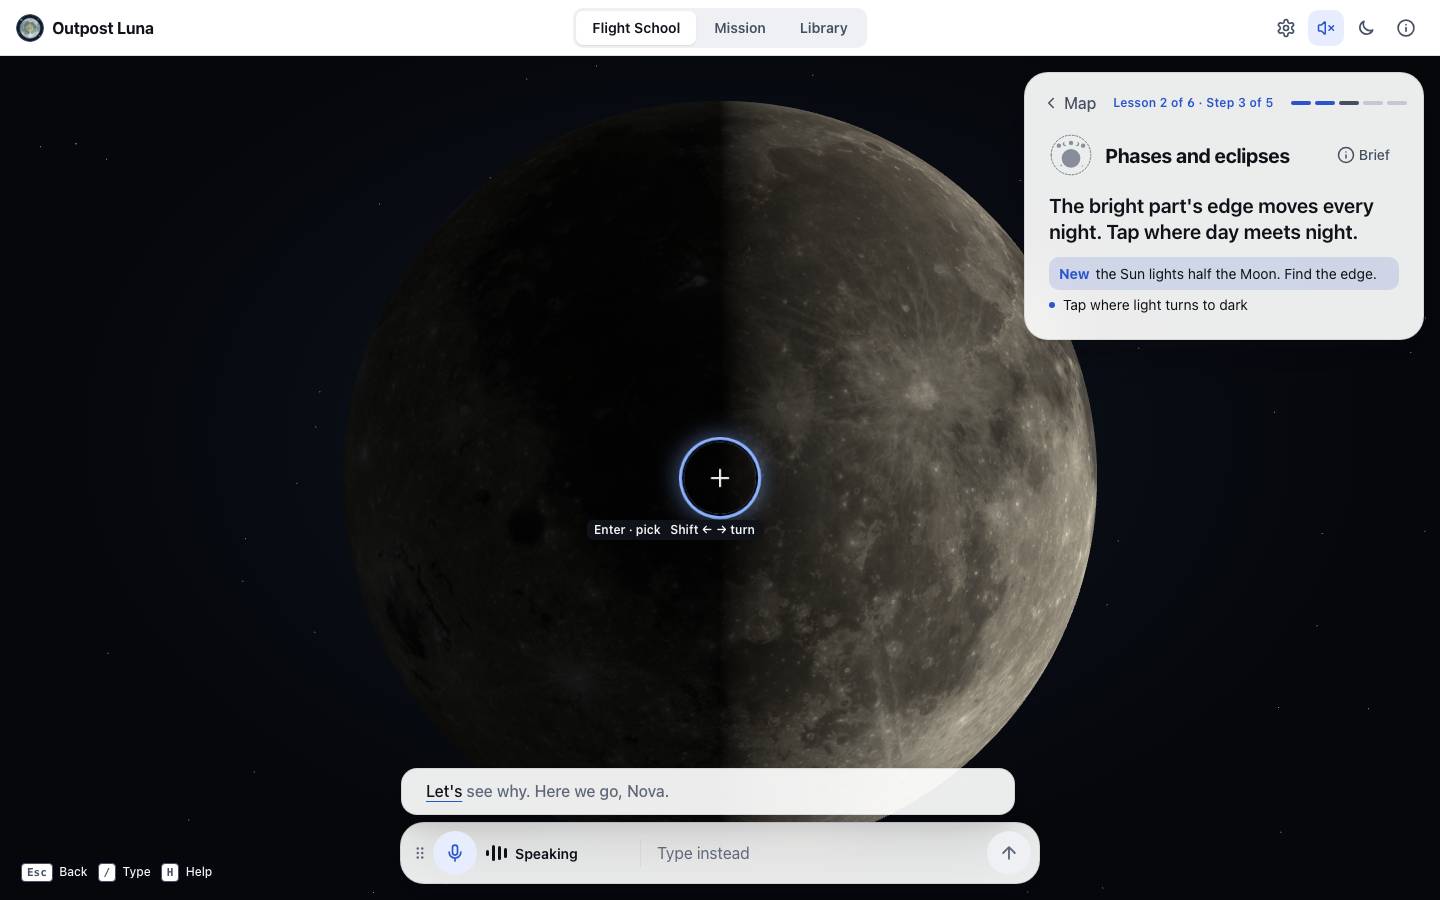 Outpost Luna
Flight School
Mission
Library
Map
Lesson 2 of 6 · Step 3 of 5
Phases and eclipses
Brief
The bright part's edge moves every
night. Tap where day meets night.
New the Sun lights half the Moon. Find the edge.
Tap where light turns to dark
Enter · pick Shift ← → turn
Let's see why. Here we go, Nova.
Speaking
Type instead
Esc Back / Type H Help